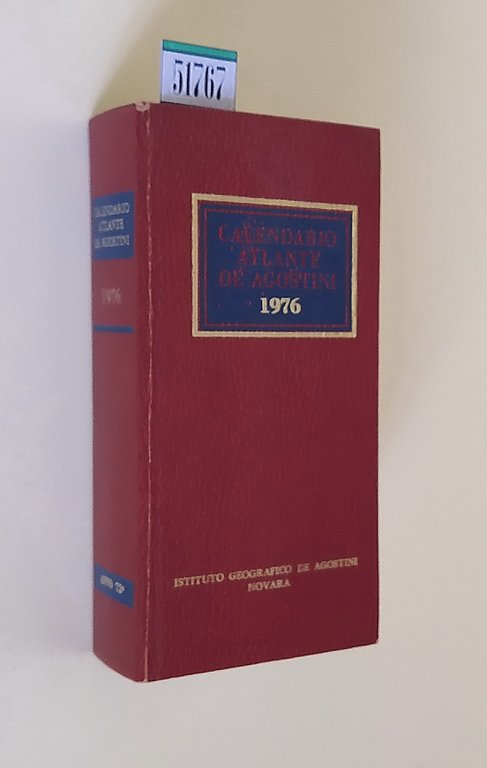 51767
CALENDARIO
ATLANTE
DE AGOSTINI
1976
CALENDARIO
ATLANTE
DE AGOSTINI
1976
ISTITUTO GEOGRAFICO DE AGOSTINI
NOVARA